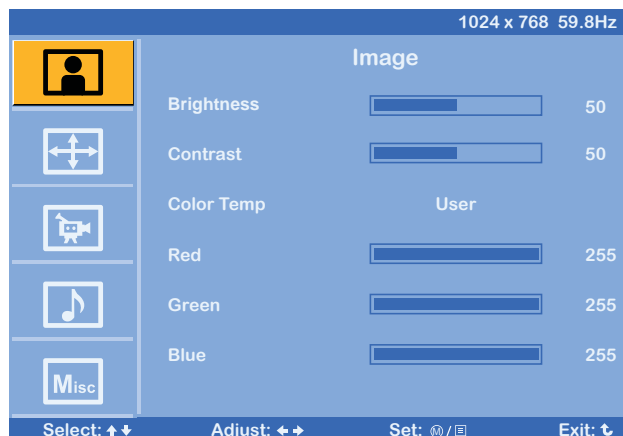 1024 x 768 59.8Hz
Image
Brightness 50
Contrast 50
Color Temp User
Red 255
Green 255
Blue 255
Misc
Select: Adjust: Set: M / Exit: